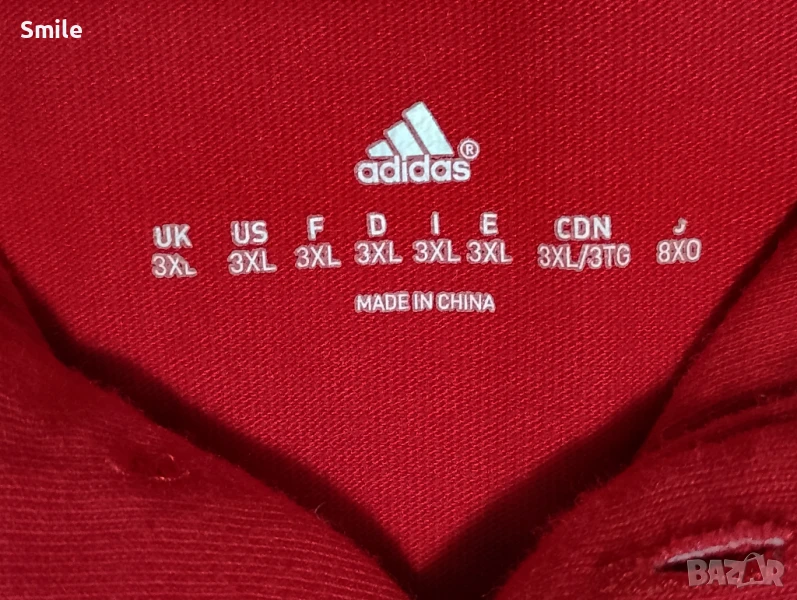 Smile
adidas®
UK US F D I E CDN J
3XL 3XL 3XL 3XL 3XL 3XL 3XL/3TG 8XO
MADE IN CHINA
BAZAR